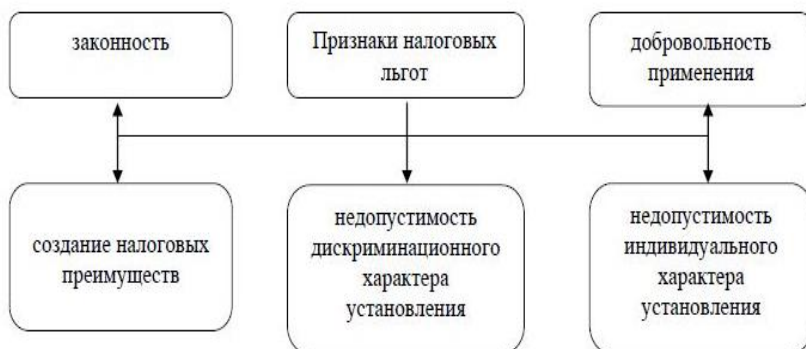 законность
Признаки налоговых
льгот
добровольность
применения
создание налоговых
преимуществ
недопустимость
дискриминационного
характера
установления
недопустимость
индивидуального
характера
установления